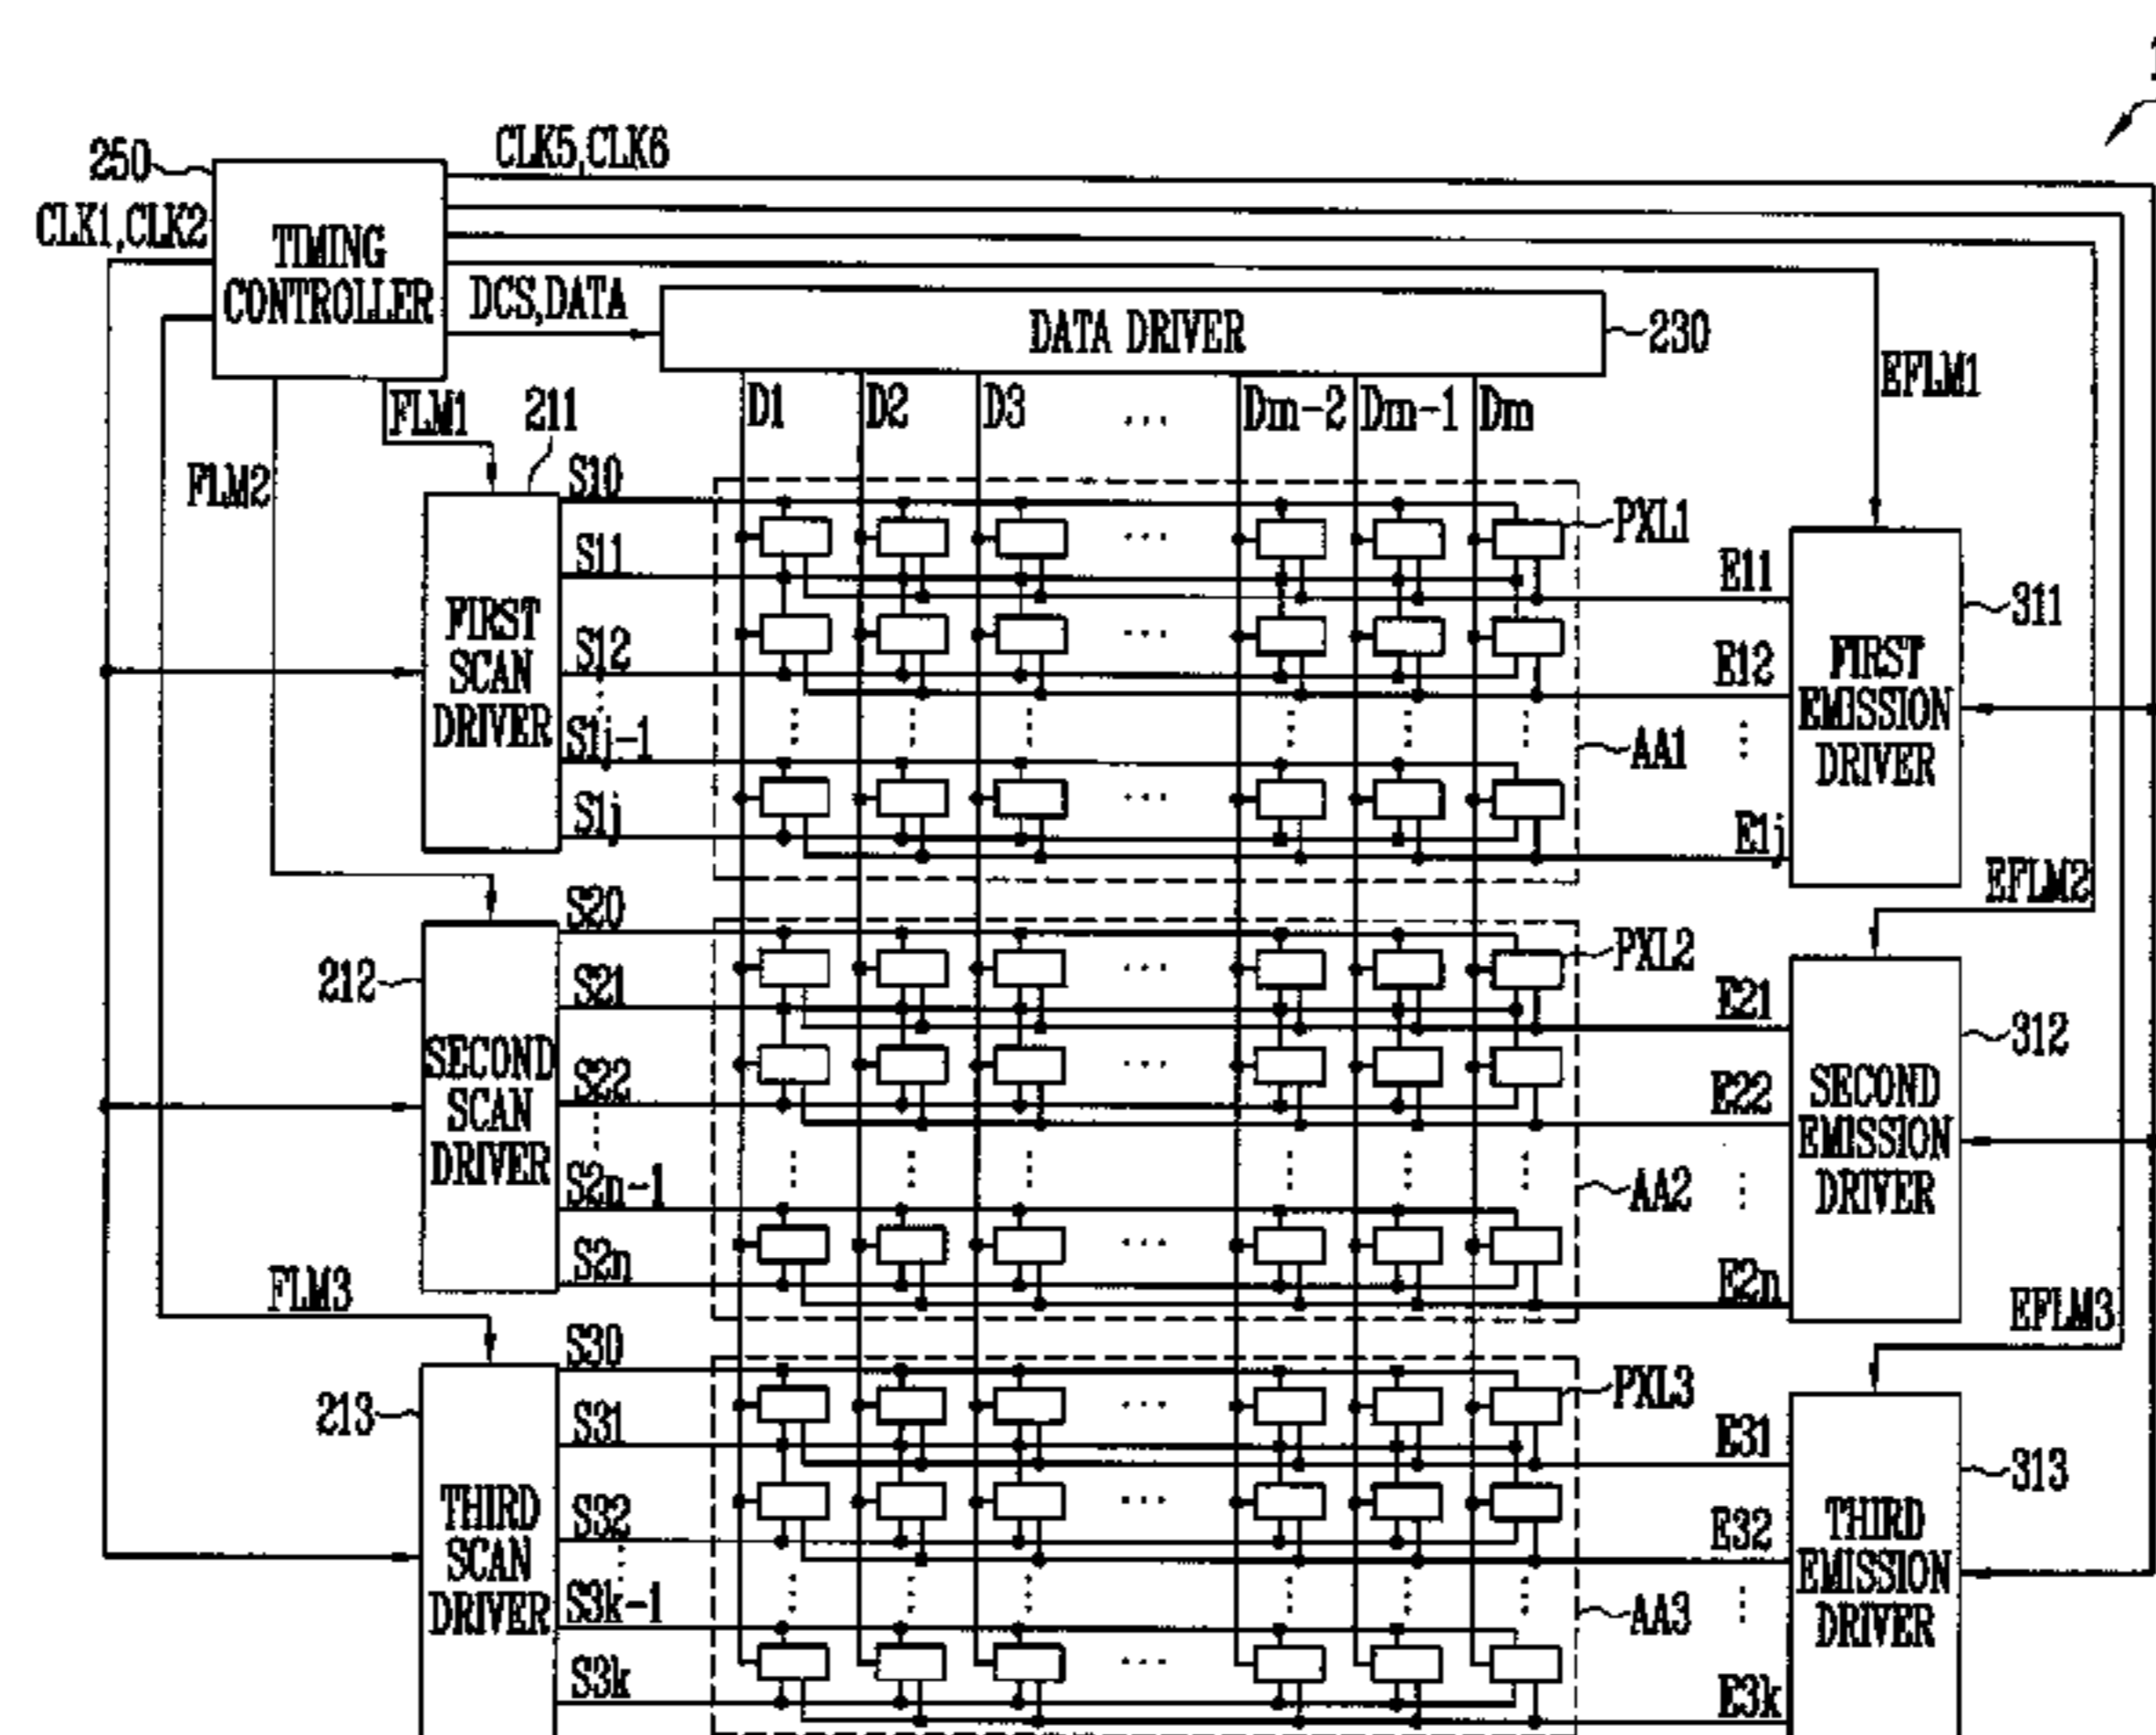 250
CLK5,CLK6
CLK1,CLK2
TIMING
CONTROLLER
DCS,DATA
DATA DRIVER
230
EFLM1
FLM1
211
D1
D2
D3
...
Dm-2
Dm-1
Dm
FLM2
S10
PXL1
S11
E11
311
FIRST
SCAN
DRIVER
S12
E12
FIRST
EMISSION
DRIVER
S1j-1
AA1
S1j
E1j
EFLM2
S20
PXL2
212
S21
E21
312
SECOND
SCAN
DRIVER
S22
E22
SECOND
EMISSION
DRIVER
S2n-1
AA2
S2n
E2n
FLM3
EFLM3
S30
PXL3
213
S31
E31
313
THIRD
SCAN
DRIVER
S32
E32
THIRD
EMISSION
DRIVER
S3k-1
AA3
S3k
E3k